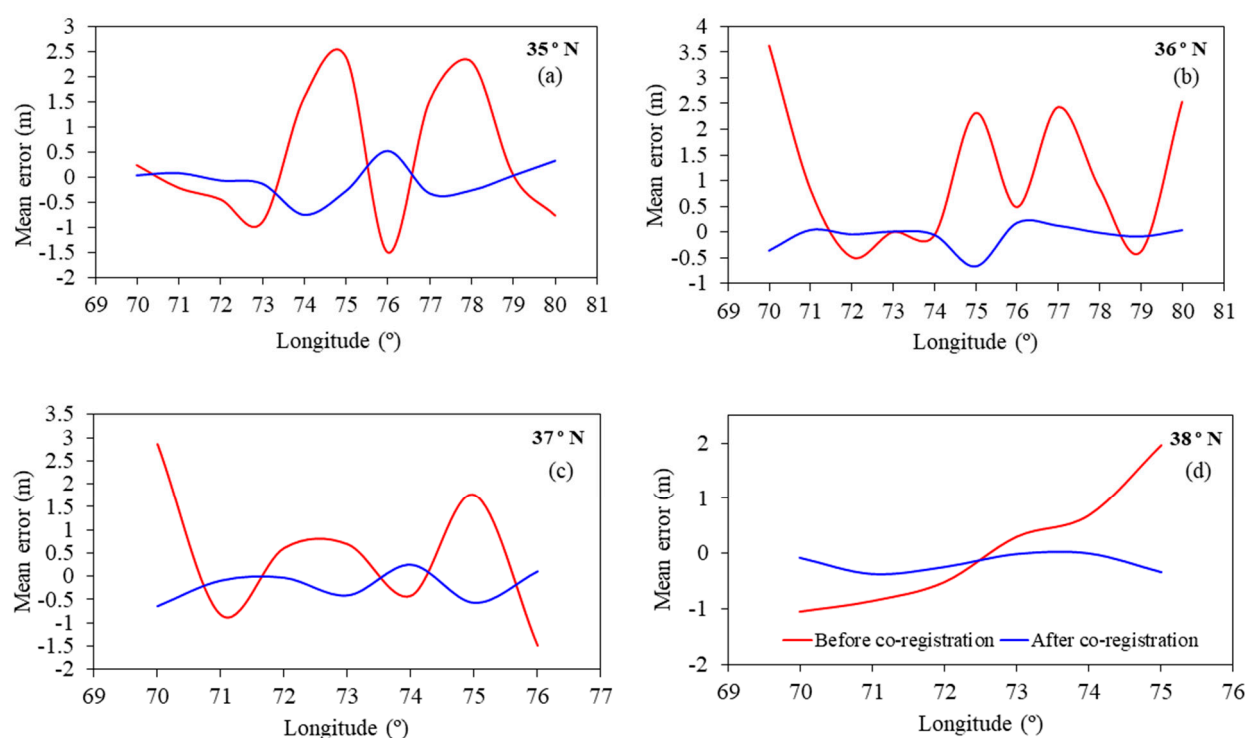 35° N
(a)
Mean error (m)
3
2.5
2
1.5
1
0.5
0
-0.5
-1
-1.5
-2
69 70 71 72 73 74 75 76 77 78 79 80 81
Longitude (º)
36° N
(b)
Mean error (m)
4
3.5
3
2.5
2
1.5
1
0.5
0
-0.5
-1
69 70 71 72 73 74 75 76 77 78 79 80 81
Longitude (º)
37° N
(c)
Mean error (m)
3.5
3
2.5
2
1.5
1
0.5
0
-0.5
-1
-1.5
-2
69 70 71 72 73 74 75 76 77
Longitude (º)
38° N
(d)
Mean error (m)
2
1
0
-1
-2
Before co-registration After co-registration
69 70 71 72 73 74 75 76
Longitude (º)